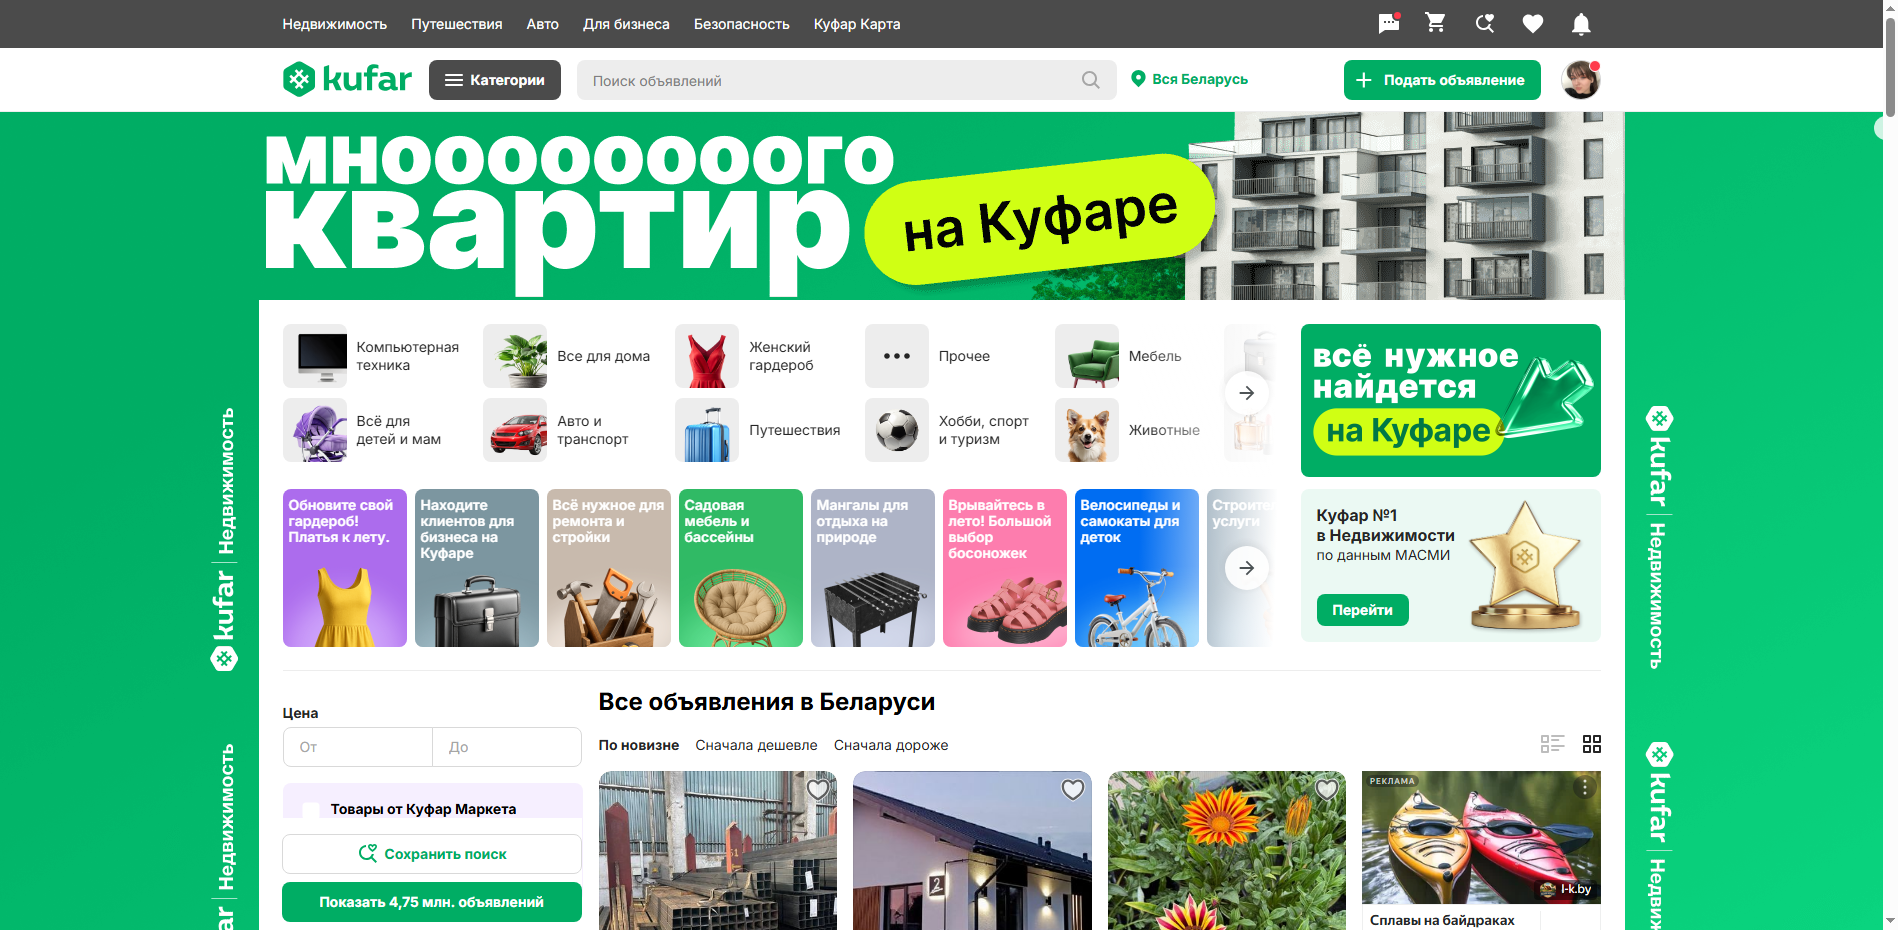 Недвижимость Путешествия Авто Для бизнеса Безопасность Куфар Карта
kufar Категории Поиск объявлений Вся Беларусь Подать объявление
мнооооооооого
квартир
на Куфаре
Компьютерная
техника
Все для дома
Женский
гардероб
Прочее
Мебель
Всё для
детей и мам
Авто и
транспорт
Путешествия
Хобби, спорт
и туризм
Животные
всё нужное
найдется
на Куфаре
Обновите свой
гардероб!
Платья к лету.
Находите
клиентов для
бизнеса на
Куфаре
Всё нужное для
ремонта и
стройки
Садовая
мебель и
бассейны
Мангалы для
отдыха на
природе
Врывайтесь в
лето! Большой
выбор
босоножек
Велосипеды и
самокаты для
деток
услуги
Куфар №1
в Недвижимости
по данным МАСМИ
Перейти
kufar | Недвижимость
kufar | Недвижимость
Цена
От До
Товары от Куфар Маркета
Сохранить поиск
Показать 4,75 млн. объявлений
Все объявления в Беларуси
По новизне Сначала дешевле Сначала дороже
61
2
РЕКЛАМА
l-k.by
Сплавы на байдарках
Недвижимость
kufar